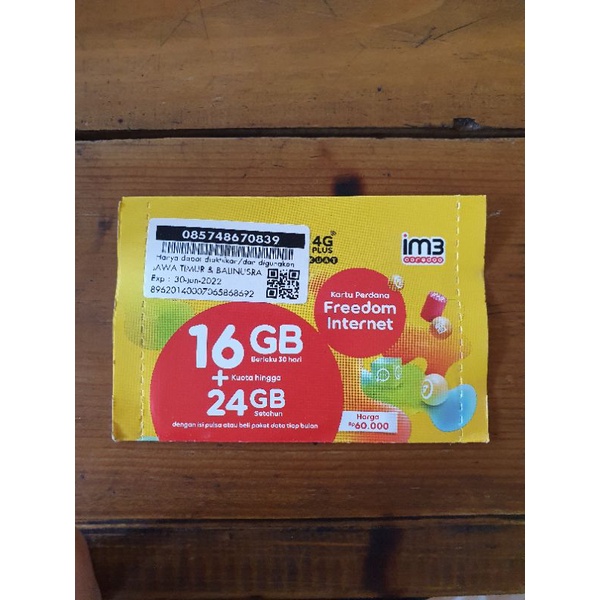 085748670839
Hanya dapat diaktifkan /dan digunakan
JAWA TIMUR & BALINUSRA
Exp : 30-Jun-2022
89620140007065868692
4G
PLUS
KUAT
im3
ooredoo
Kartu Perdana
Freedom
Internet
16 GB
Berlaku 30 hari
+ Kuota hingga
24 GB
Setahun
dengan isi pulsa atau beli paket data tiap bulan
Harga
Rp60.000